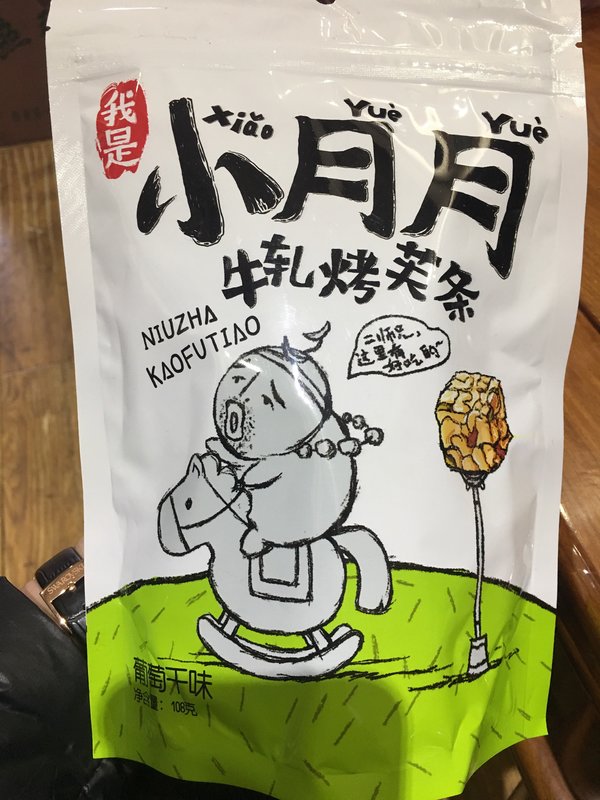 我是
xiǎo Yuè Yuè
小月月
牛轧烤芙条
NIUZHA
KAOFUTIAO
二师兄,
这里有
好吃的~
葡萄干味
净含量: 108克